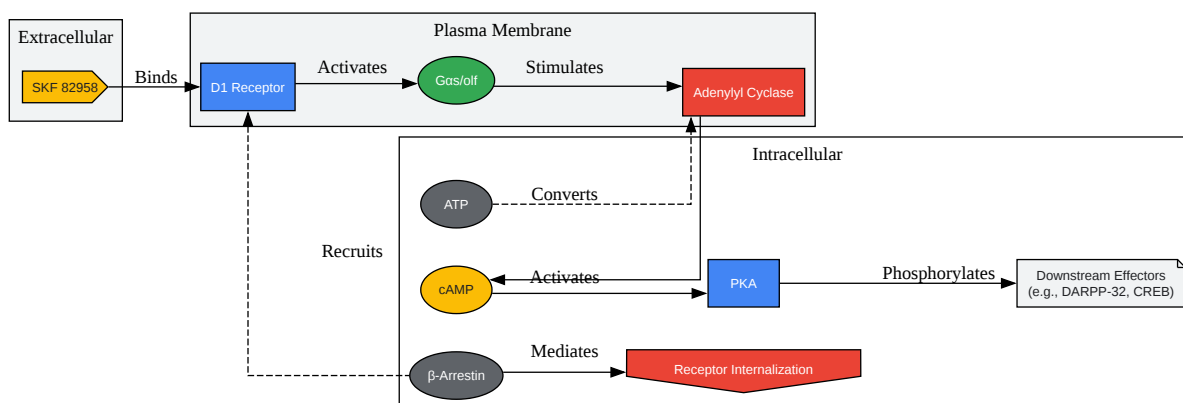 Plasma Membrane
Extracellular
SKF 82958
Binds
D1 Receptor
Activates
Gαs/olf
Stimulates
Adenylyl Cyclase
Intracellular
ATP
Converts
Recruits
cAMP
Activates
PKA
Phosphorylates
Downstream Effectors
(e.g., DARPP-32, CREB)
β-Arrestin
Mediates
Receptor Internalization